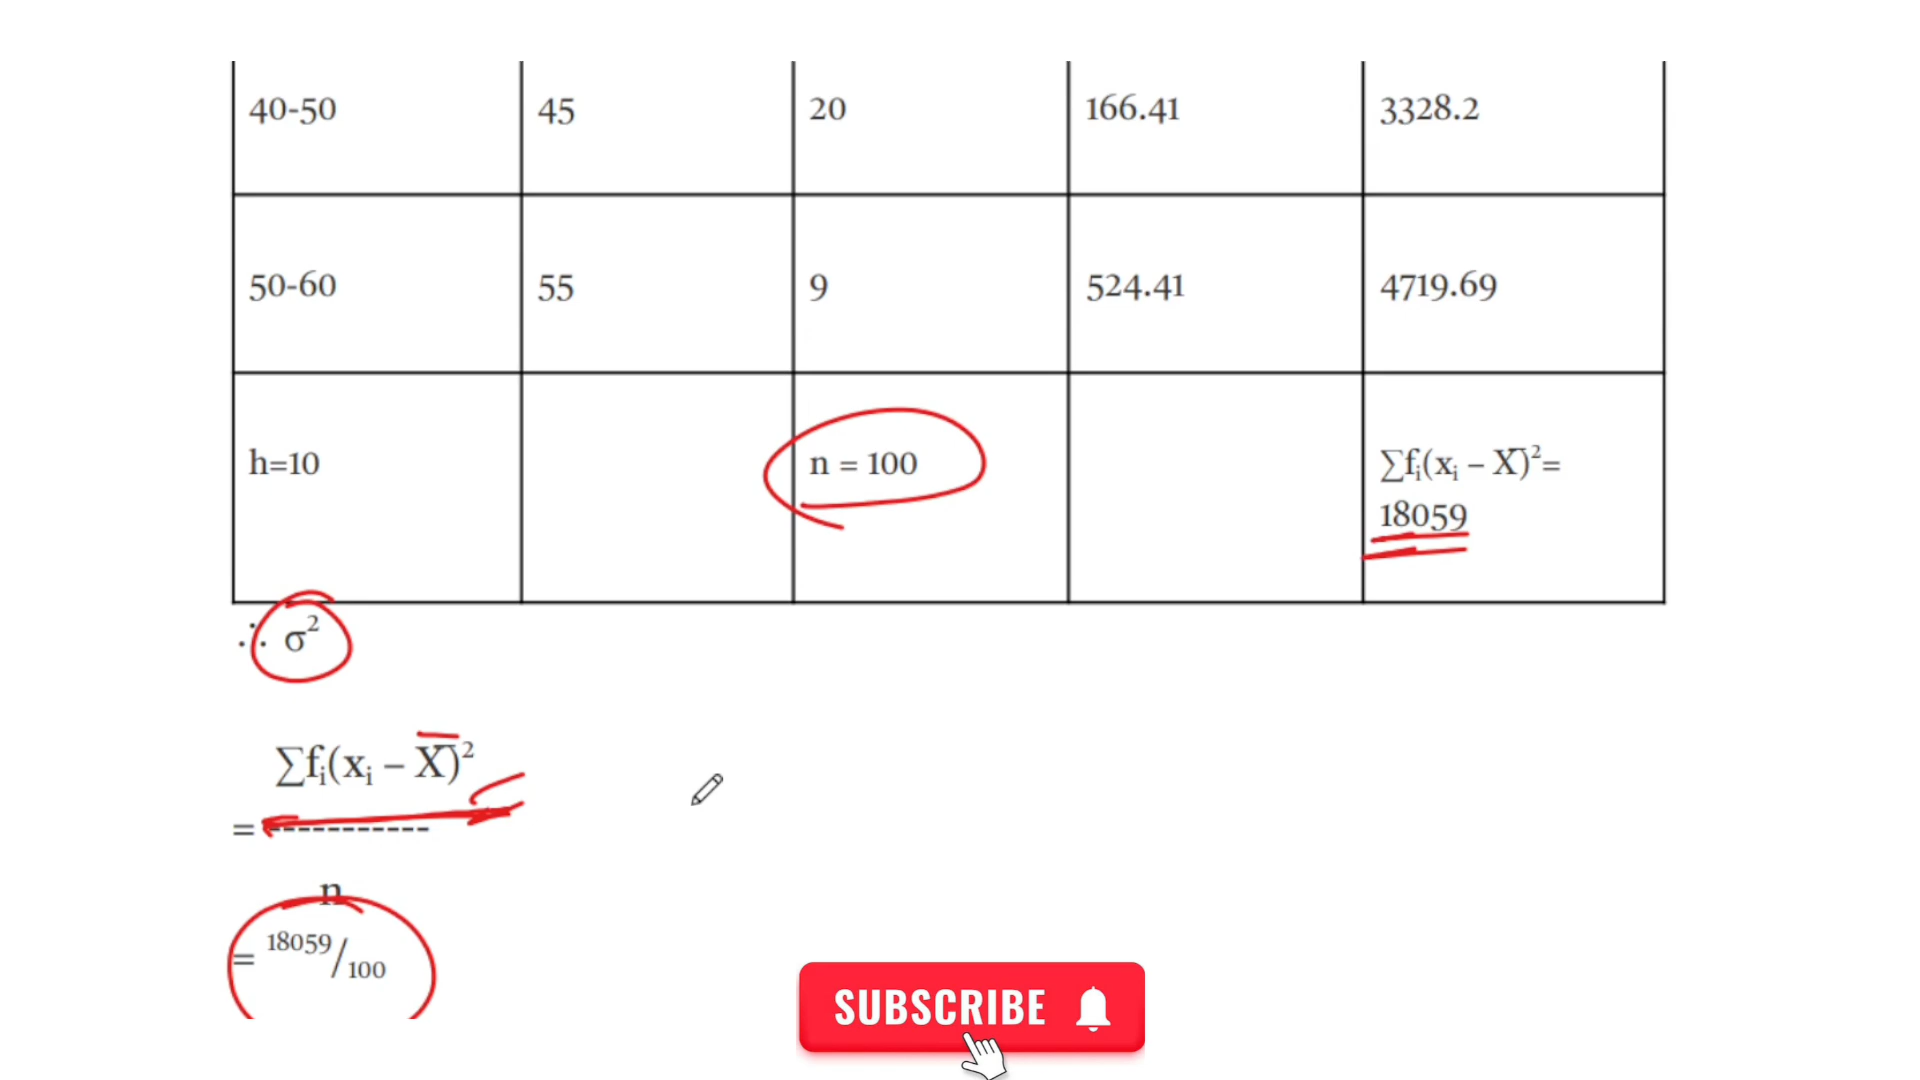 40-50 45 20 166.41 3328.2
50-60 55 9 524.41 4719.69
h=10 n = 100 ∑fᵢ(xᵢ – X̅)²=
18059
∴ σ²
∑fᵢ(xᵢ – X̅)²
= -----------
n
= ¹⁸⁰⁵⁹/₁₀₀
SUBSCRIBE